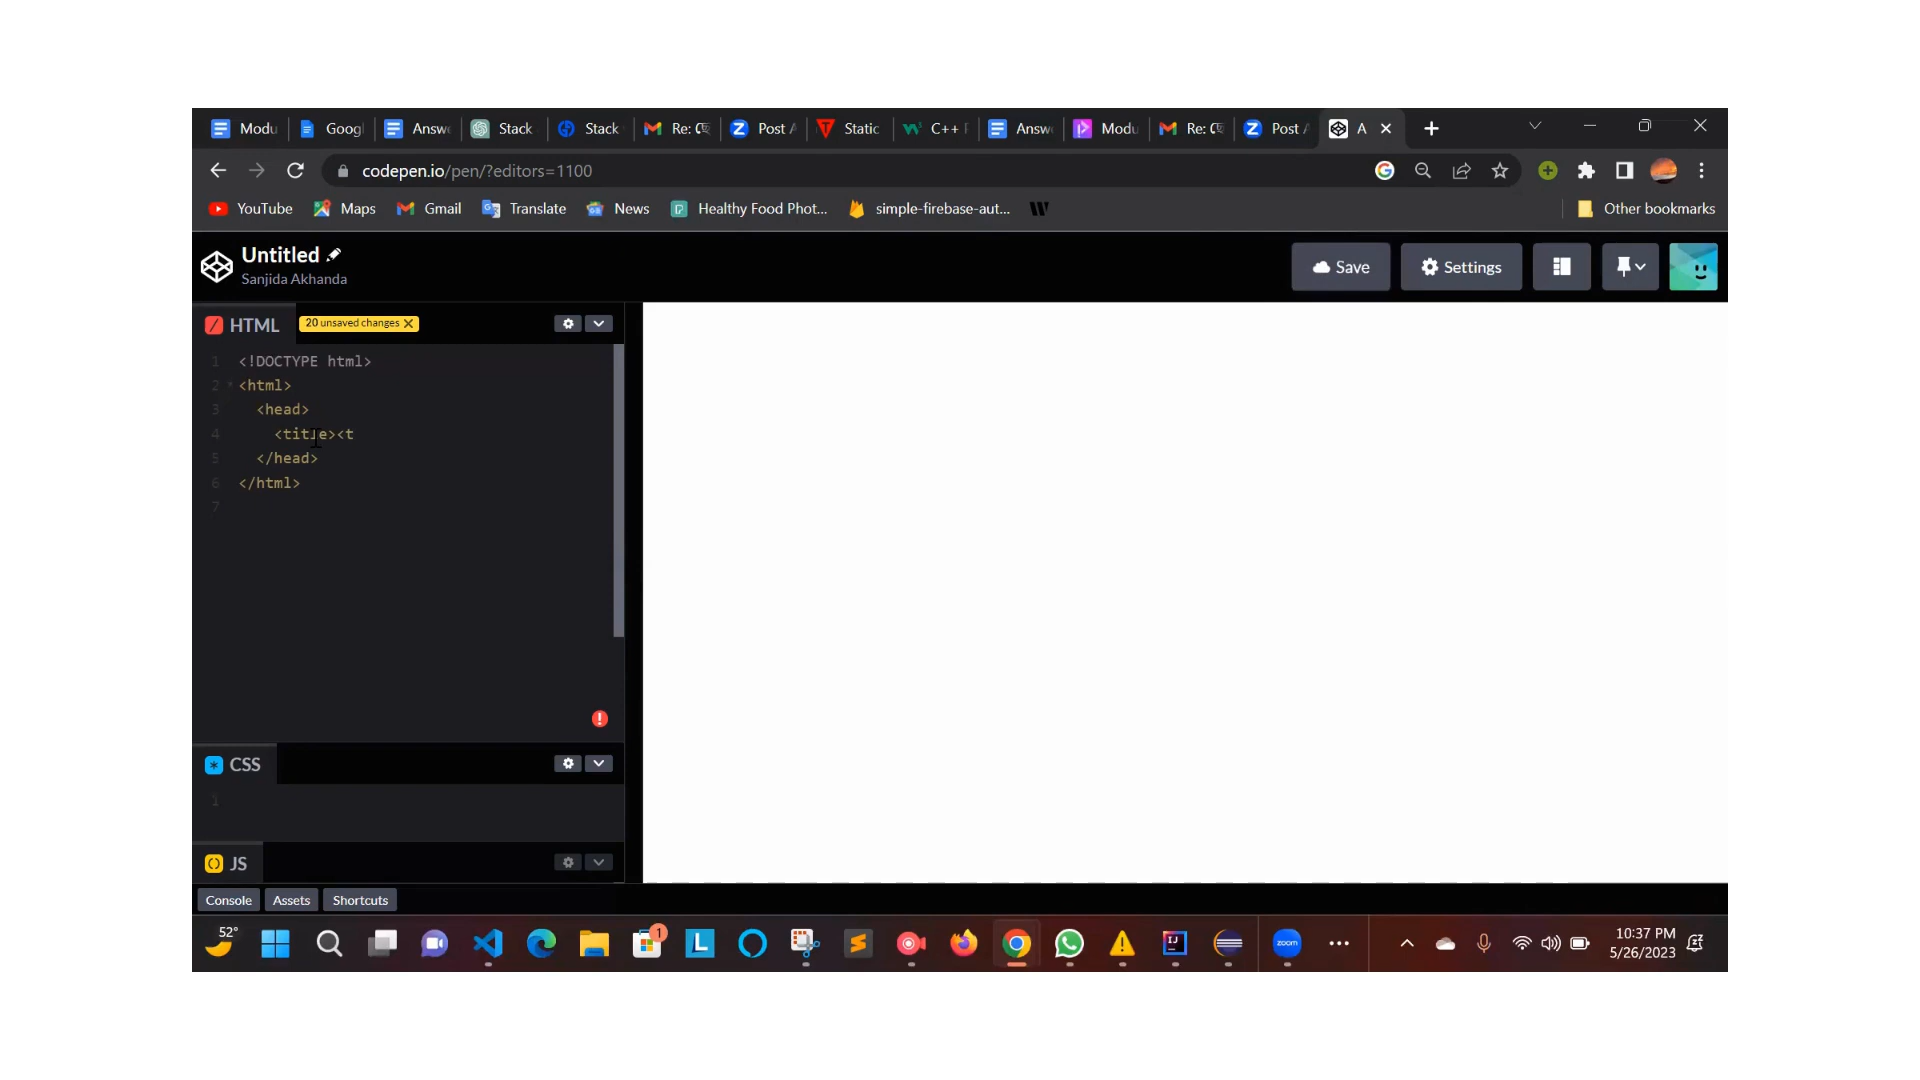 Modu Googl Answ Stack Stack Re: Post A Static C++ F Answ Modu Re: Post A A
codepen.io/pen/?editors=1100
YouTube Maps Gmail Translate News Healthy Food Phot... simple-firebase-aut... Other bookmarks
Untitled
Sanjida Akhanda
Save Settings
HTML 20 unsaved changes
1 <!DOCTYPE html>
2 <html>
3 <head>
4 <title><t
5 </head>
6 </html>
7
CSS
1
JS
Console Assets Shortcuts
52°
1
L
IJ
zoom
10:37 PM
5/26/2023